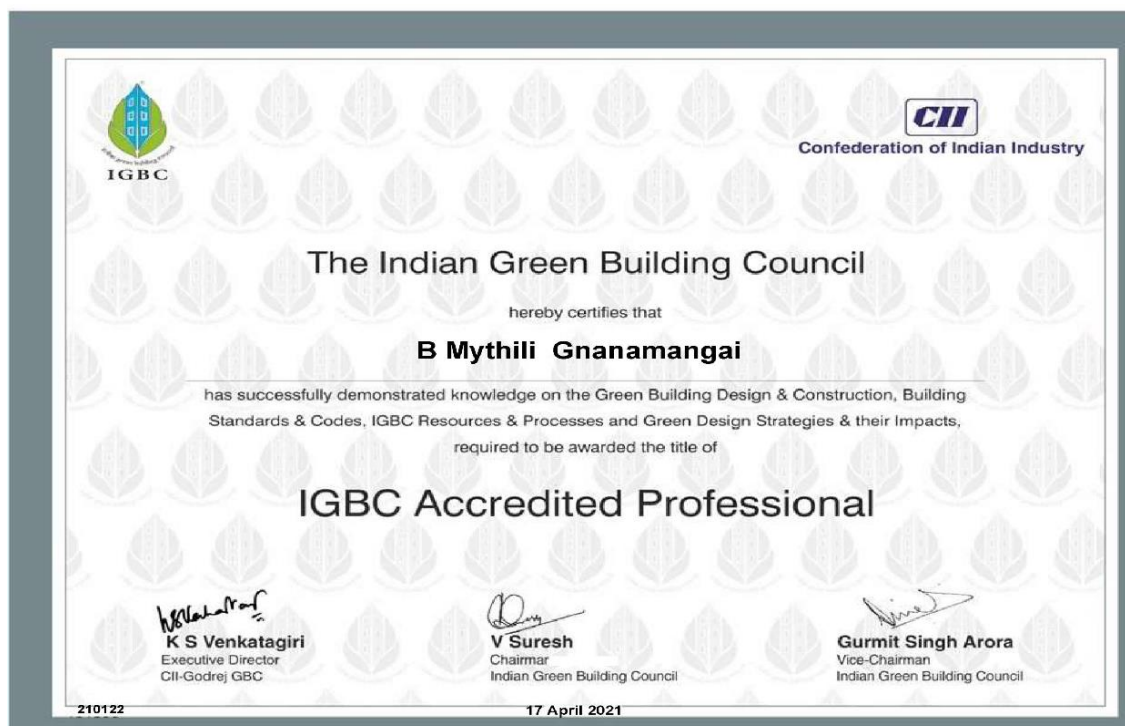 IGBC
CII
Confederation of Indian Industry
The Indian Green Building Council
hereby certifies that
B Mythili Gnanamangai
has successfully demonstrated knowledge on the Green Building Design & Construction, Building
Standards & Codes, IGBC Resources & Processes and Green Design Strategies & their Impacts,
required to be awarded the title of
IGBC Accredited Professional
K S Venkatagiri
Executive Director
CII-Godrej GBC
V Suresh
Chairmar
Indian Green Building Council
Gurmit Singh Arora
Vice-Chairman
Indian Green Building Council
210122
17 April 2021